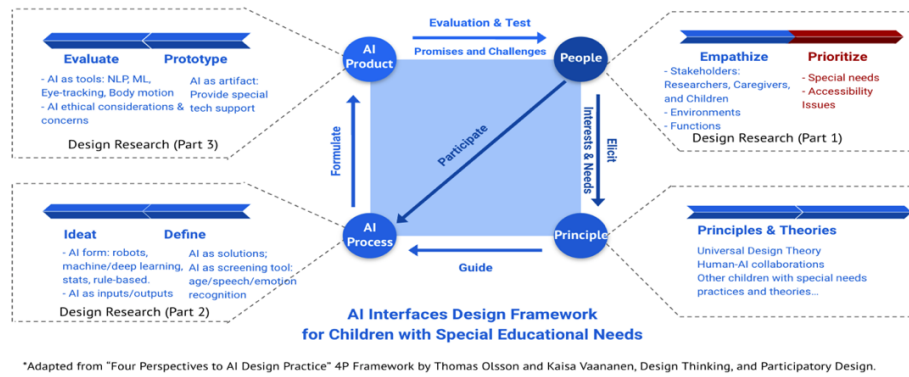 Evaluation & Test
Promises and Challenges
AI
Product
People
Evaluate
Prototype
- AI as tools: NLP, ML,
Eye-tracking, Body motion
- AI ethical considerations &
concerns
AI as artifact:
Provide special
tech support
Design Research (Part 3)
Empathize
Prioritize
- Stakeholders:
Researchers, Caregivers,
and Children
- Environments
- Functions
- Special needs
- Accessibility
Issues
Design Research (Part 1)
Formulate
Participate
Elicit
Interests & Needs
Ideat
Define
- AI form: robots,
machine/deep learning,
stats, rule-based.
- AI as inputs/outputs
AI as solutions;
AI as screening tool:
age/speech/emotion
recognition
Design Research (Part 2)
AI
Process
Principle
Guide
Principles & Theories
Universal Design Theory
Human-AI collaborations
Other children with special needs
practices and theories...
AI Interfaces Design Framework
for Children with Special Educational Needs
*Adapted from "Four Perspectives to AI Design Practice" 4P Framework by Thomas Olsson and Kaisa Vaananen, Design Thinking, and Participatory Design.